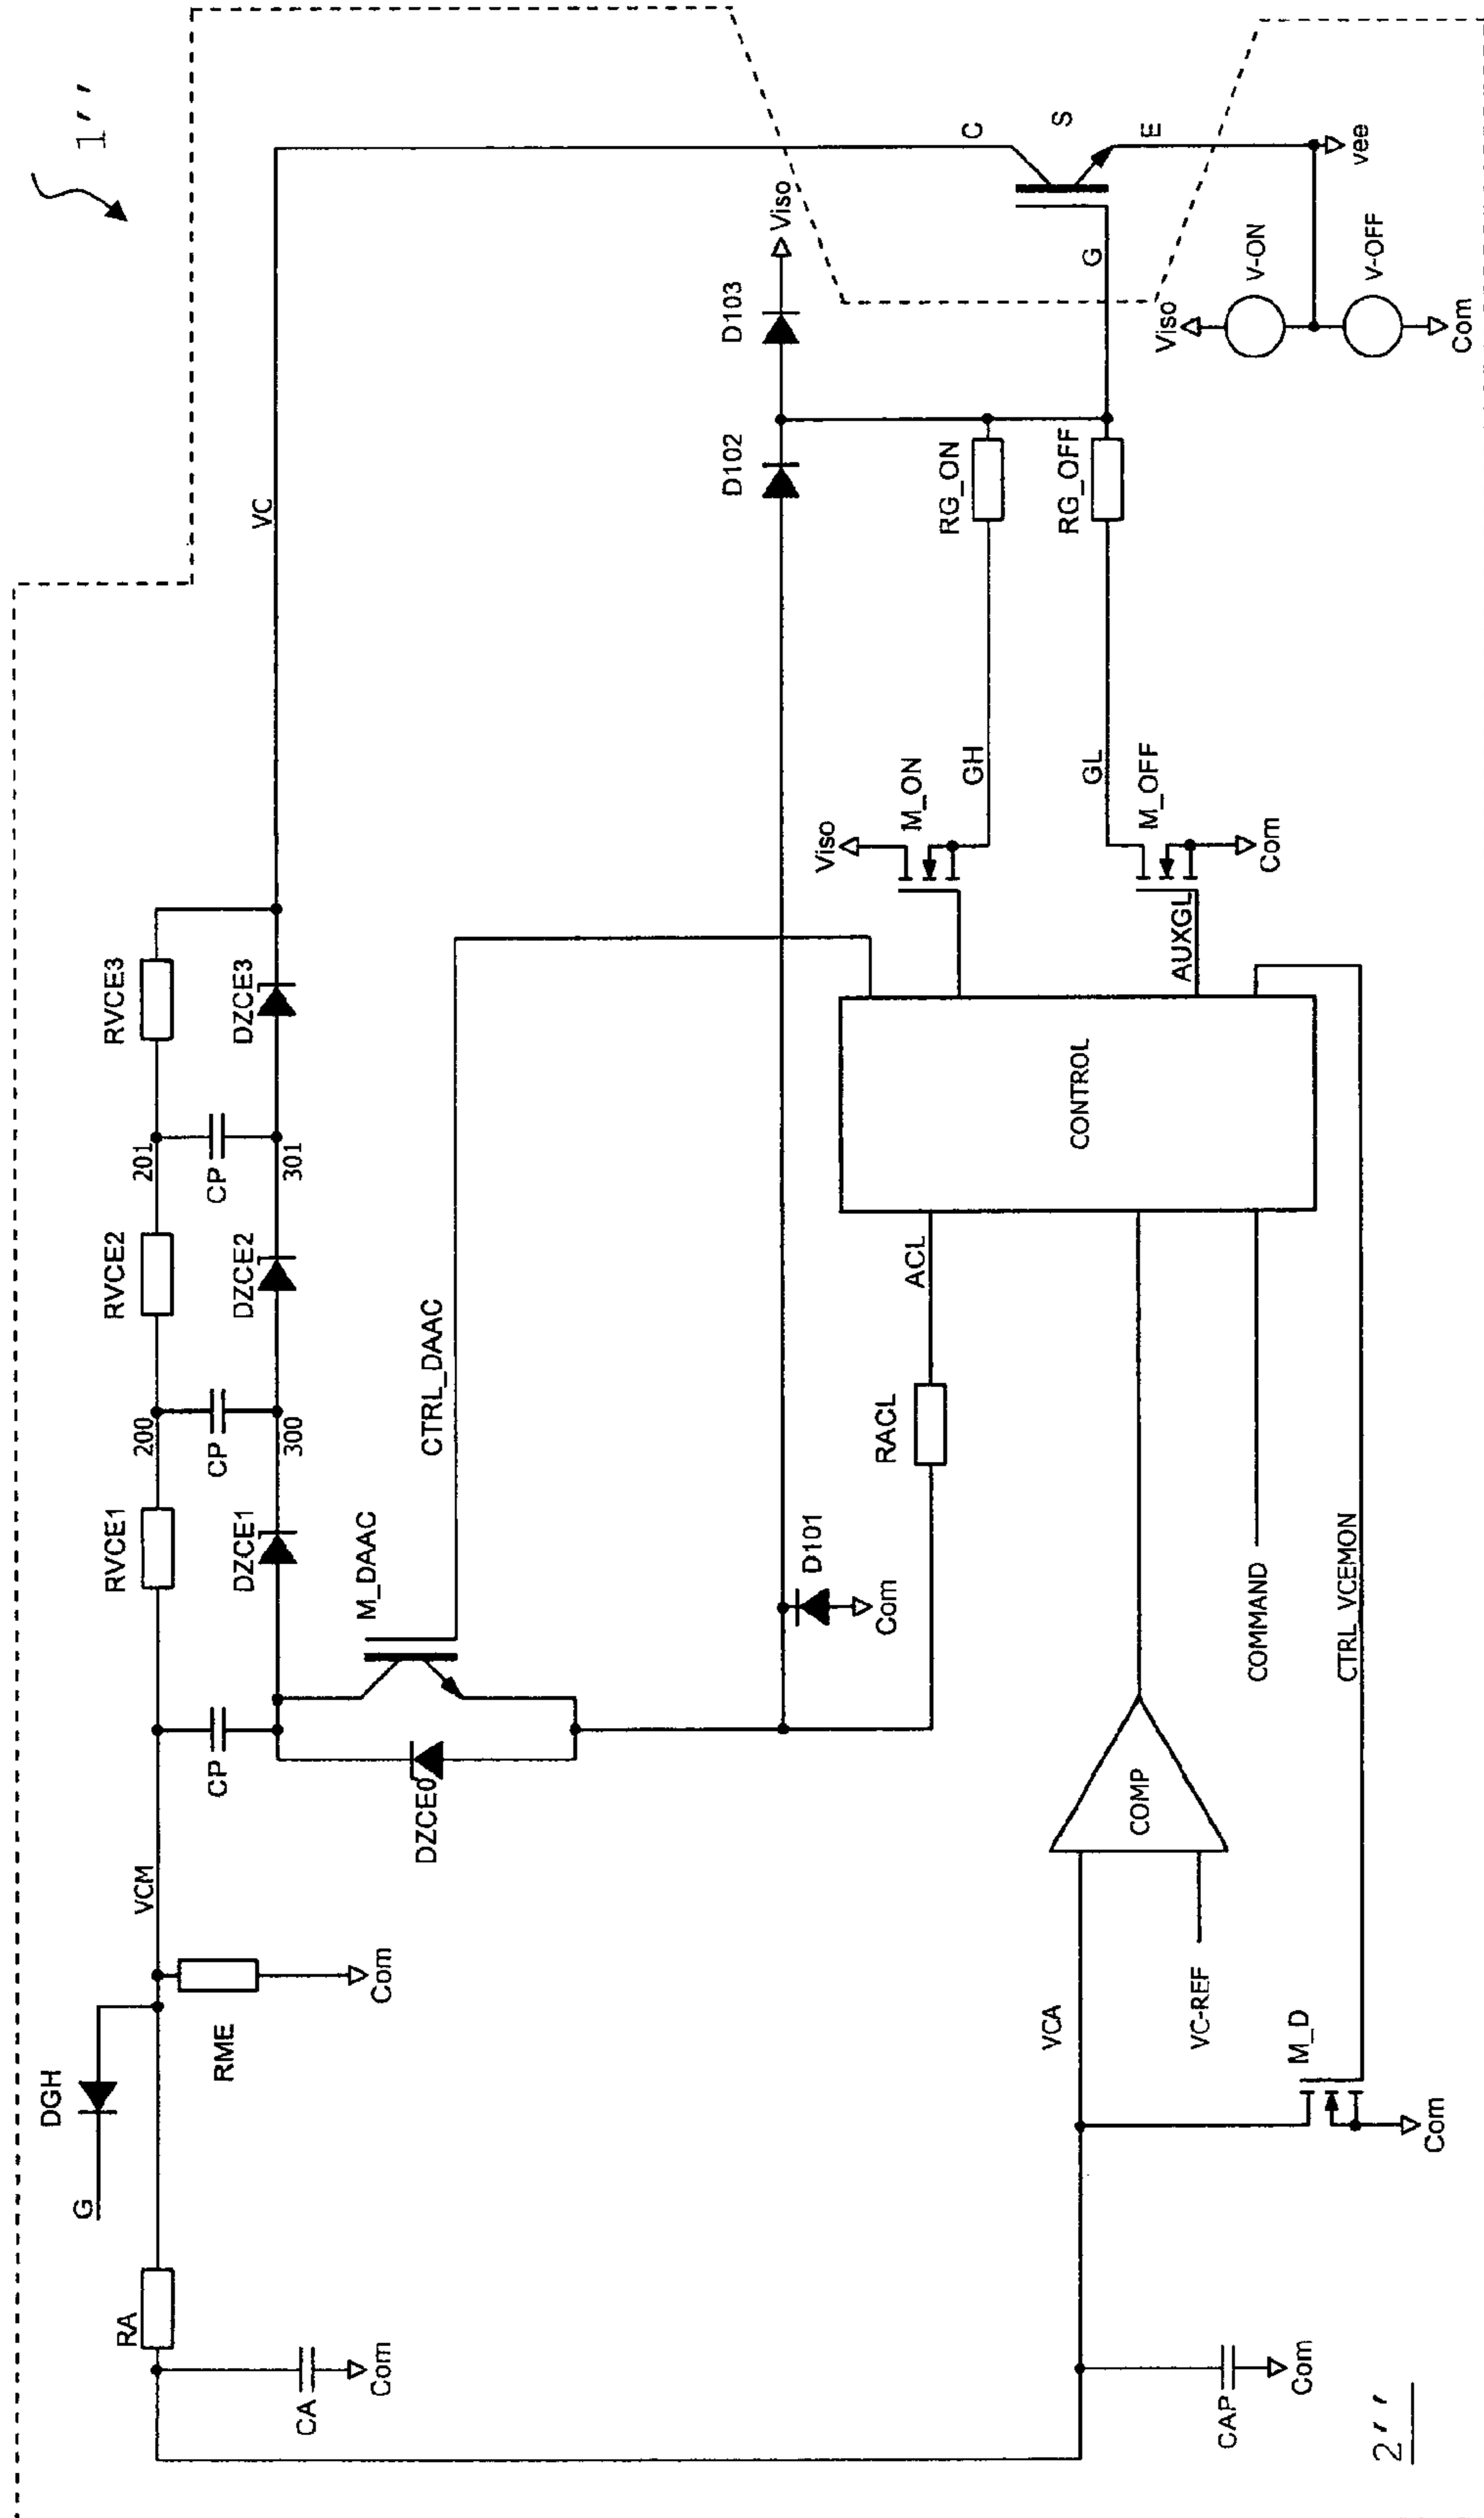 1’’
DGH
G
RA
CA
Com
RME
Com
VCM
CP
RVCE1
200
CP
300
RVCE2
201
CP
301
RVCE3
DZCE1
DZCE2
DZCE3
VC
DZCE0
M_DAAC
CTRL_DAAC
D101
Com
D102
D103
Viso
RACL
ACL
CONTROL
Viso
M_ON
GH
RG_ON
AUXGL
M_OFF
GL
RG_OFF
Com
G
C
S
E
Viso
V-ON
V-OFF
Com
vee
VCA
VC-REF
COMP
COMMAND
CTRL_VCEMON
M_D
Com
CAP
Com
2’’